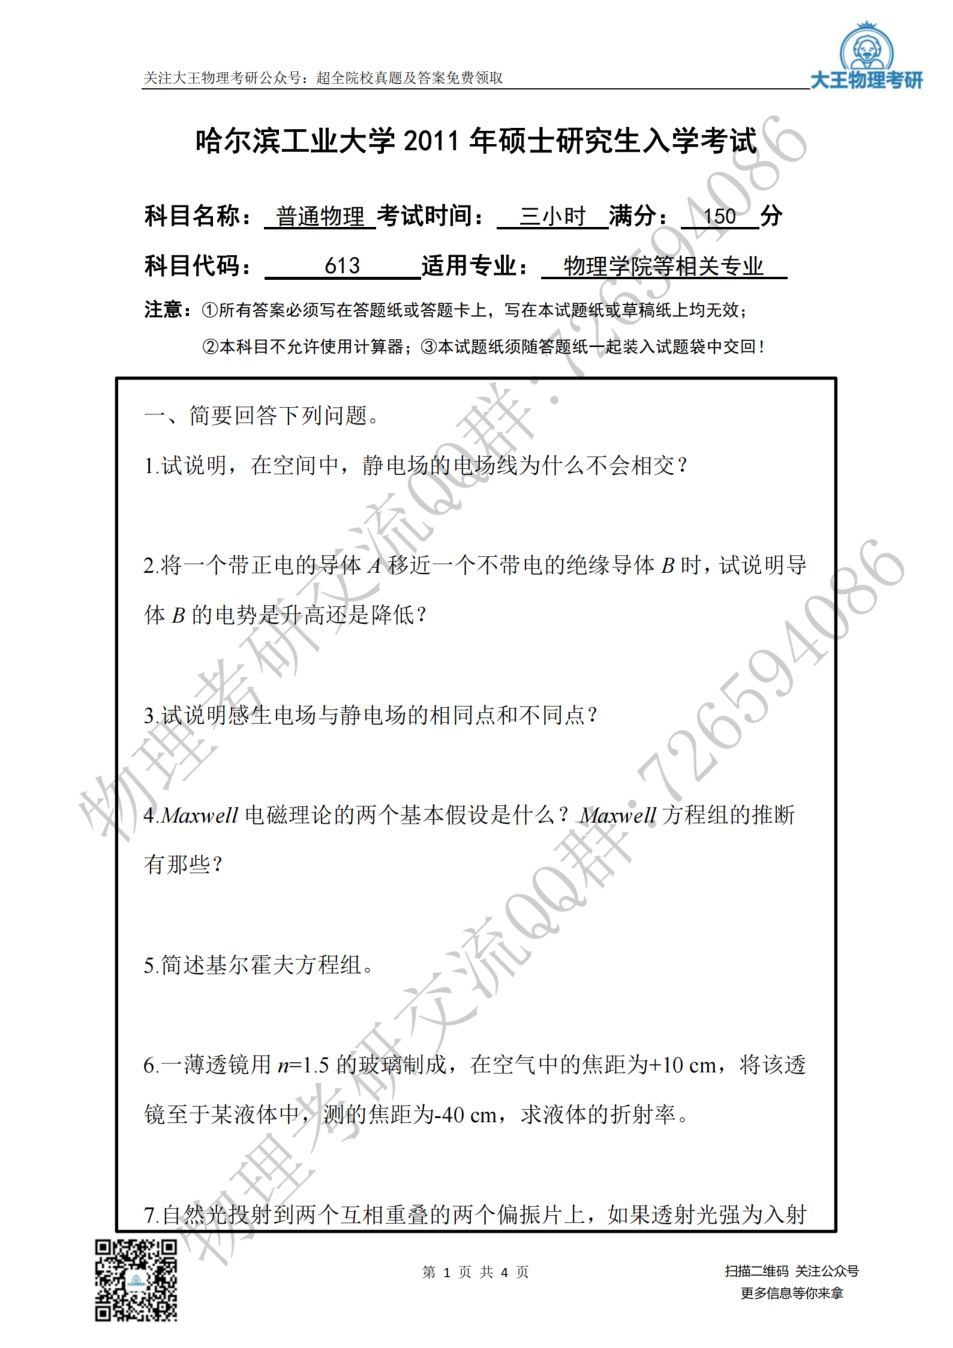 关注大王物理考研公众号：超全院校真题及答案免费领取
大王物理考研
哈尔滨工业大学 2011 年硕士研究生入学考试
科目名称： 普通物理 考试时间： 三小时 满分： 150 分
科目代码： 613 适用专业： 物理学院等相关专业
注意：①所有答案必须写在答题纸或答题卡上，写在本试题纸或草稿纸上均无效；
②本科目不允许使用计算器；③本试题纸须随答题纸一起装入试题袋中交回！
一、简要回答下列问题。
1.试说明，在空间中，静电场的电场线为什么不会相交？
2.将一个带正电的导体 A 移近一个不带电的绝缘导体 B 时，试说明导
体 B 的电势是升高还是降低？
3.试说明感生电场与静电场的相同点和不同点？
4.Maxwell 电磁理论的两个基本假设是什么？Maxwell 方程组的推断
有那些？
5.简述基尔霍夫方程组。
6.一薄透镜用 n=1.5 的玻璃制成，在空气中的焦距为+10 cm，将该透
镜至于某液体中，测的焦距为-40 cm，求液体的折射率。
7.自然光投射到两个互相重叠的两个偏振片上，如果透射光强为入射
物理考研交流QQ群：726594086
物理考研交流QQ群：726594086
大王物理考研
第 1 页 共 4 页
扫描二维码 关注公众号
更多信息等你来拿